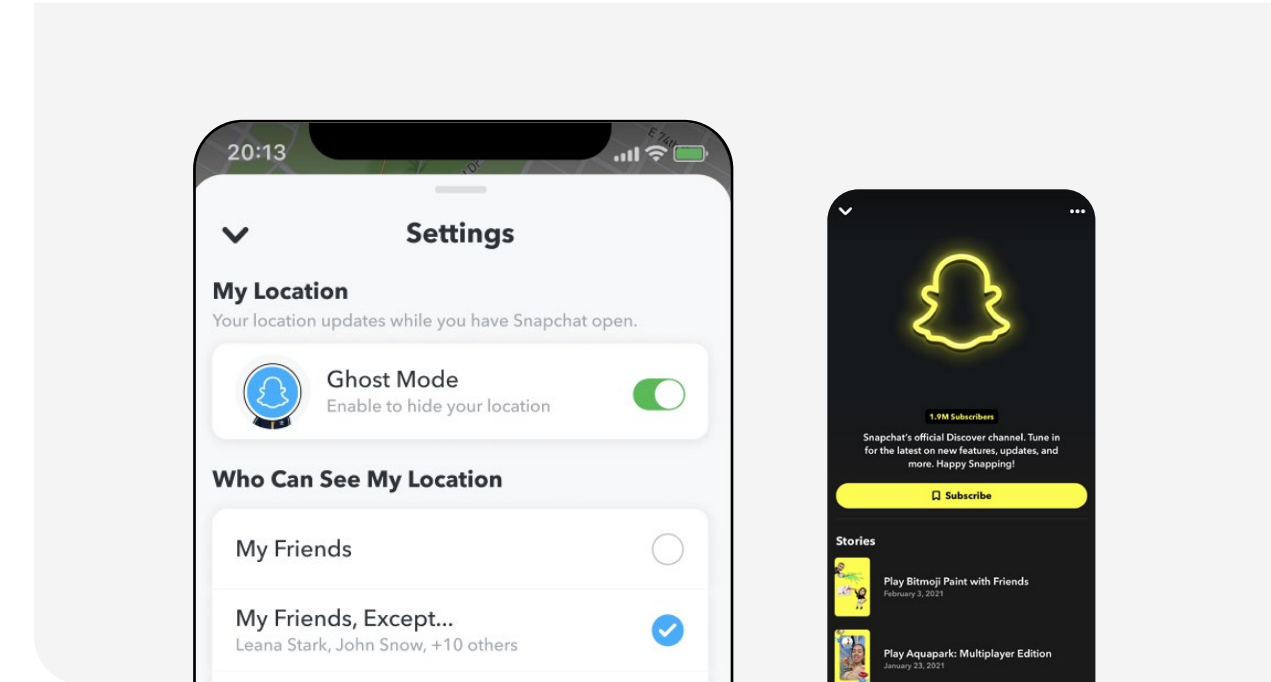 E 74th
Dr
20:13
Settings
My Location
Your location updates while you have Snapchat open.
Ghost Mode
Enable to hide your location
Who Can See My Location
My Friends
My Friends, Except...
Leana Stark, John Snow, +10 others
1.9M Subscribers
Snapchat's official Discover channel. Tune in
for the latest on new features, updates, and
more. Happy Snapping!
Subscribe
Stories
Play Bitmoji Paint with Friends
February 3, 2021
Play Aquapark: Multiplayer Edition
January 23, 2021